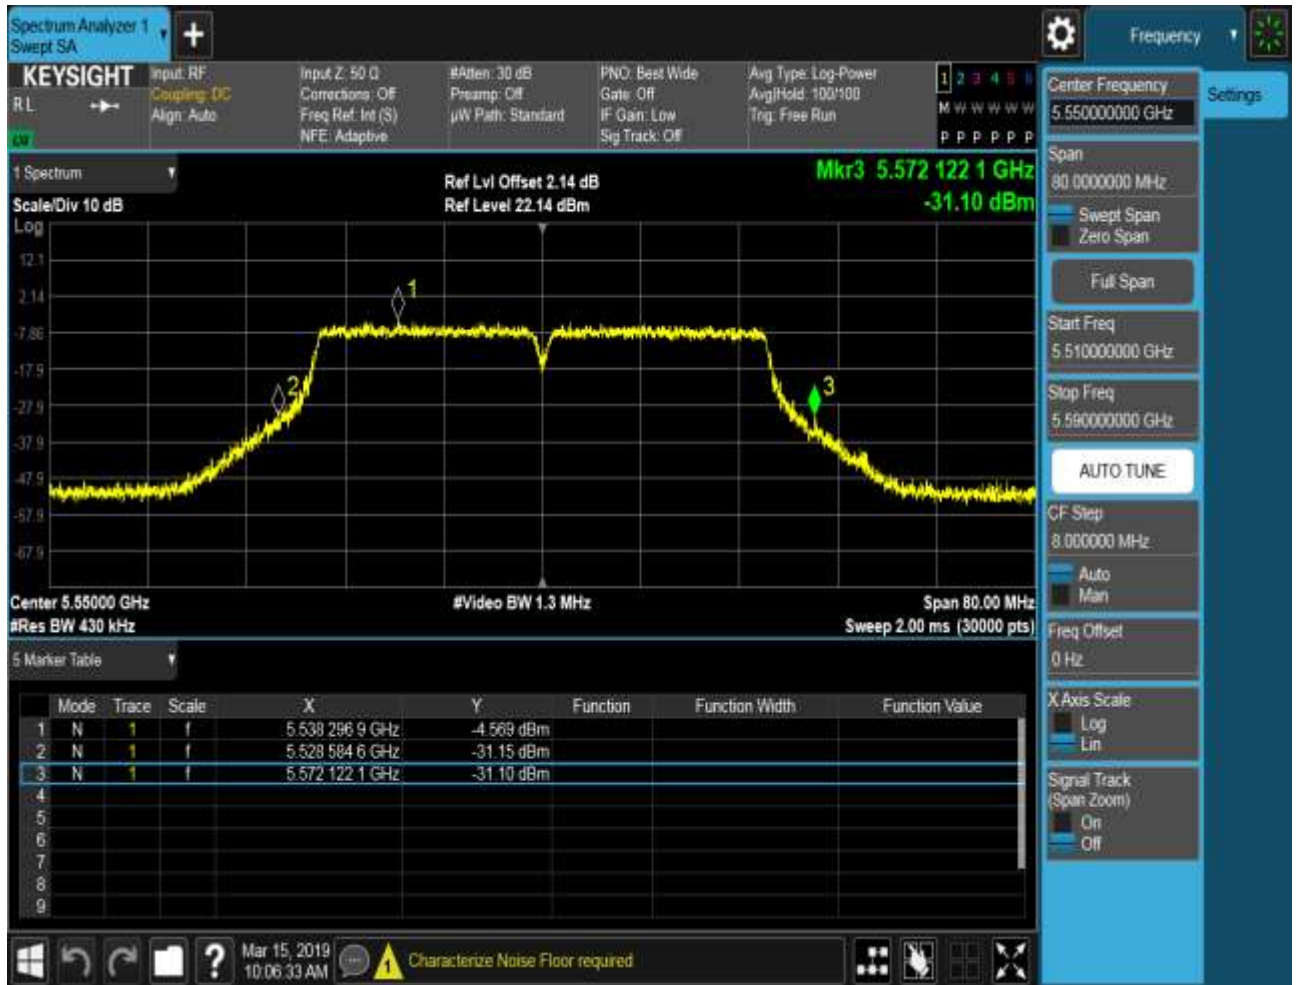 Spectrum Analyzer 1
Swept SA
+
Frequency
KEYSIGHT
RL
Input: RF
Coupling: DC
Align: Auto
Input Z: 50 Ω
Corrections: Off
Freq Ref: Int (S)
NFE: Adaptive
#Atten: 30 dB
Preamp: Off
µW Path: Standard
PNO: Best Wide
Gate: Off
IF Gain: Low
Sig Track: Off
Avg Type: Log-Power
Avg|Hold: 100/100
Trig: Free Run
1 2 3 4 5 6
M W W W W W
P P P P P P
1 Spectrum
Scale/Div 10 dB
Ref Lvl Offset 2.14 dB
Ref Level 22.14 dBm
Mkr3 5.572 122 1 GHz
-31.10 dBm
Log
12.1
2.14
-7.86
-17.9
-27.9
-37.9
-47.9
-57.9
-67.9
1
2
3
Center 5.55000 GHz
#Video BW 1.3 MHz
Span 80.00 MHz
#Res BW 430 kHz
Sweep 2.00 ms (30000 pts)
5 Marker Table
Mode Trace Scale X Y Function Function Width Function Value
1 N 1 f 5.538 296 9 GHz -4.569 dBm
2 N 1 f 5.528 584 6 GHz -31.15 dBm
3 N 1 f 5.572 122 1 GHz -31.10 dBm
4
5
6
7
8
9
Mar 15, 2019
10:06:33 AM
?
1
Characterize Noise Floor required
Center Frequency
5.550000000 GHz
Settings
Span
80.0000000 MHz
Swept Span
Zero Span
Full Span
Start Freq
5.510000000 GHz
Stop Freq
5.590000000 GHz
AUTO TUNE
CF Step
8.000000 MHz
Auto
Man
Freq Offset
0 Hz
X Axis Scale
Log
Lin
Signal Track
(Span Zoom)
On
Off